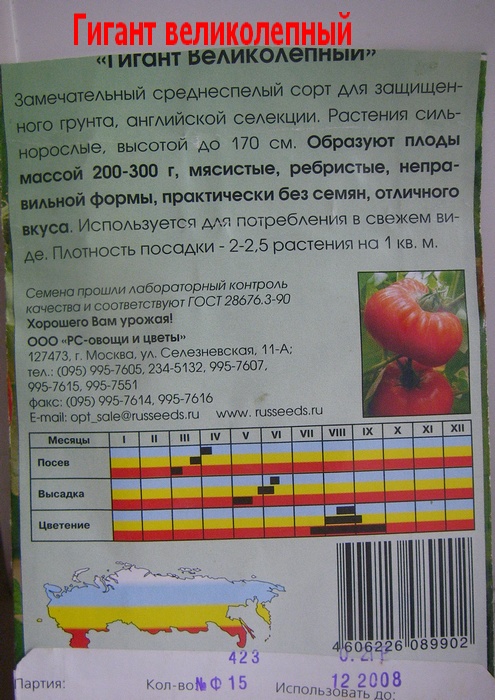 Гигант великолепный
«Гигант Великолепный»
Замечательный среднеспелый сорт для защищен-
ного грунта, английской селекции. Растения силь-
норослые, высотой до 170 см. Образуют плоды
массой 200-300 г, мясистые, ребристые, непра-
вильной формы, практически без семян, отличного
вкуса. Используется для потребления в свежем ви-
де. Плотность посадки - 2-2,5 растения на 1 кв. м.
Семена прошли лабораторный контроль
качества и соответствуют ГОСТ 28676.3-90
Хорошего Вам урожая!
ООО «РС-овощи и цветы»
127473, г. Москва, ул. Селезневская, 11-А;
тел.: (095) 995-7605, 234-5132, 995-7607,
995-7615, 995-7551
факс: (095) 995-7614, 995-7616
E-mail: opt_sale@russeeds.ru www. russeeds.ru
Месяцы I II III IV V VI VII VIII IX X XI XII
Посев
Высадка
Цветение
4606226089902
423 0. 2гр
Партия: Кол-во №Ф15 Использовать до: 12 2008